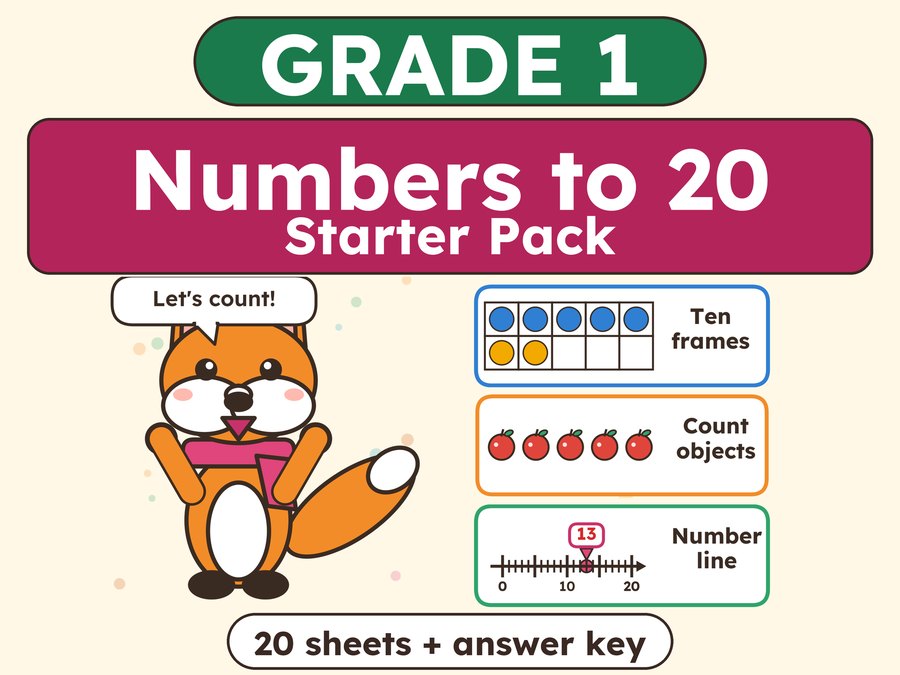 GRADE 1
Numbers to 20
Starter Pack
Let's count!
Ten
frames
Count
objects
13
0 10 20
Number
line
20 sheets + answer key